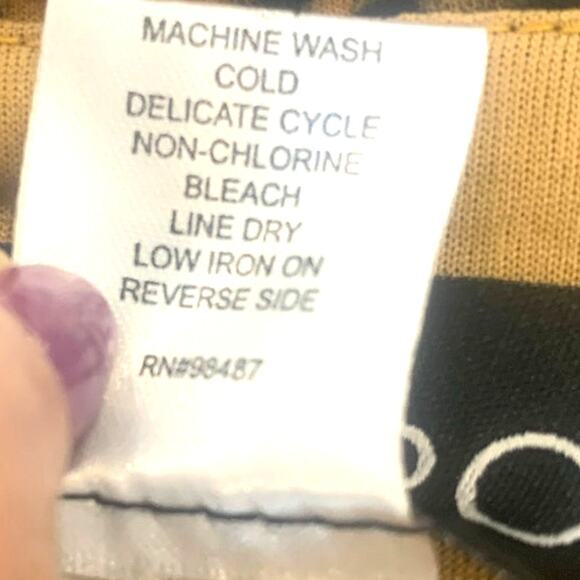 MACHINE WASH
COLD
DELICATE CYCLE
NON-CHLORINE
BLEACH
LINE DRY
LOW IRON ON
REVERSE SIDE
RN#98487